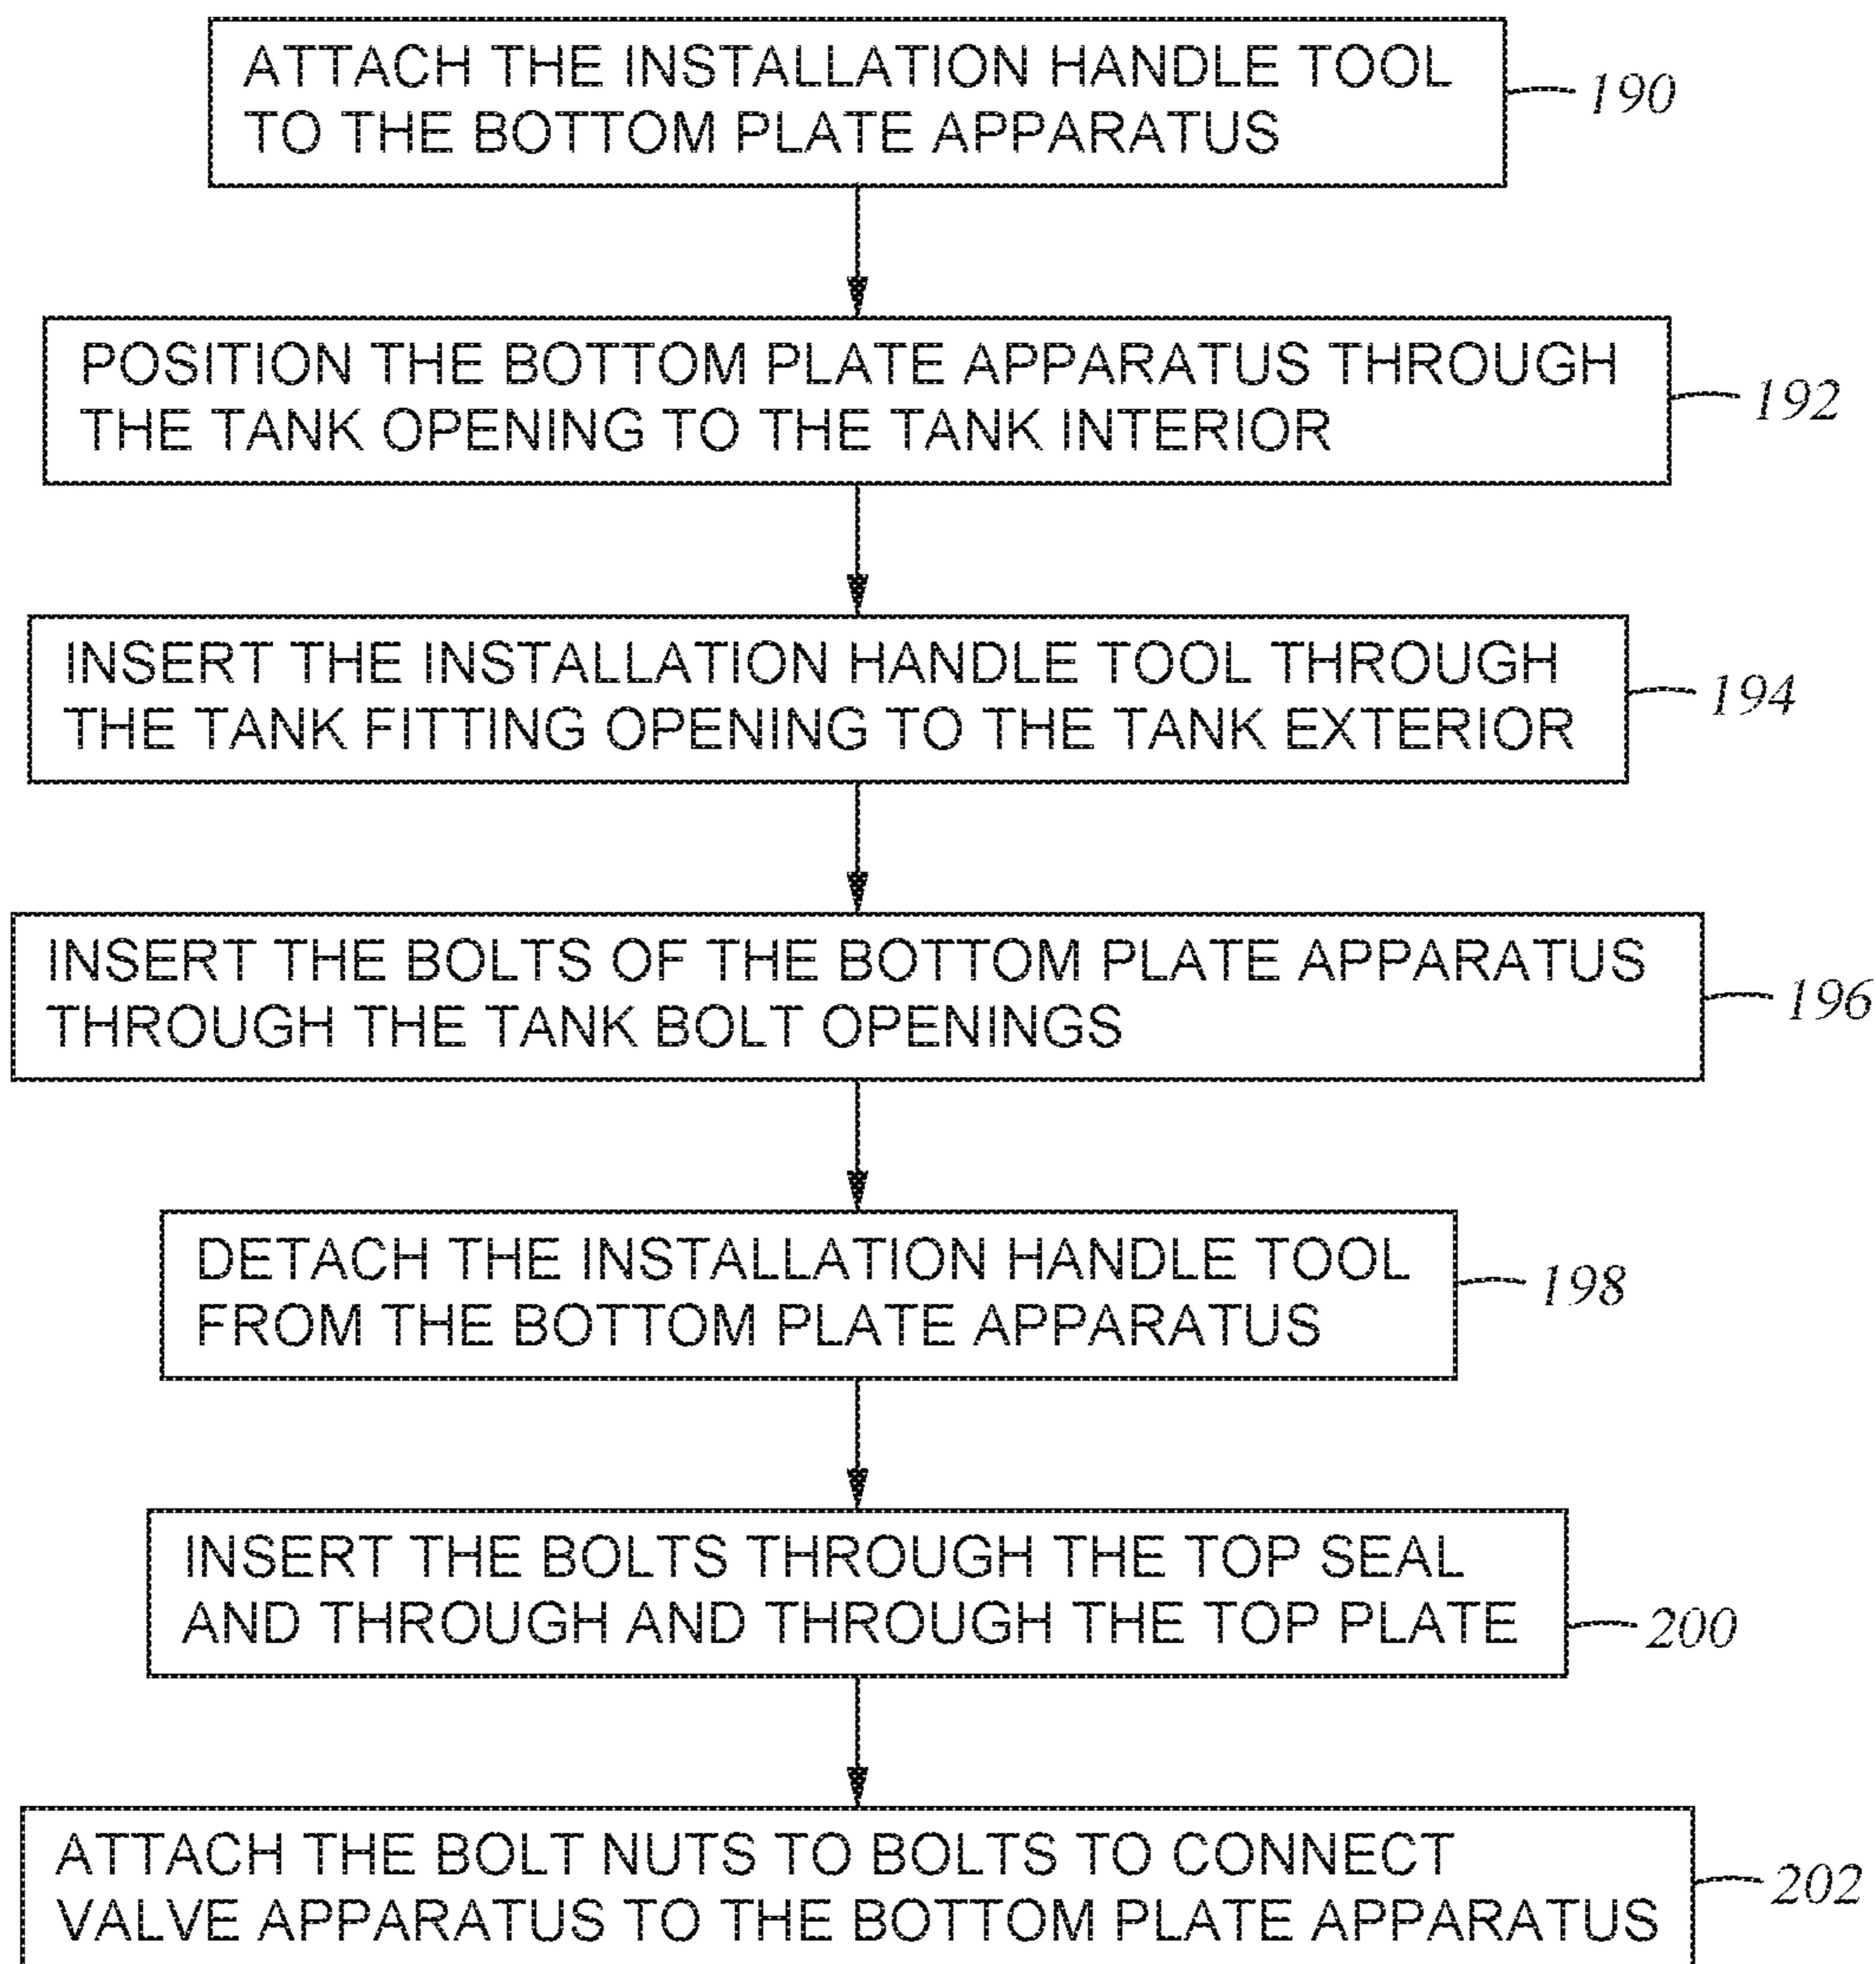 ATTACH THE INSTALLATION HANDLE TOOL
TO THE BOTTOM PLATE APPARATUS
190
POSITION THE BOTTOM PLATE APPARATUS THROUGH
THE TANK OPENING TO THE TANK INTERIOR
192
INSERT THE INSTALLATION HANDLE TOOL THROUGH
THE TANK FITTING OPENING TO THE TANK EXTERIOR
194
INSERT THE BOLTS OF THE BOTTOM PLATE APPARATUS
THROUGH THE TANK BOLT OPENINGS
196
DETACH THE INSTALLATION HANDLE TOOL
FROM THE BOTTOM PLATE APPARATUS
198
INSERT THE BOLTS THROUGH THE TOP SEAL
AND THROUGH AND THROUGH THE TOP PLATE
200
ATTACH THE BOLT NUTS TO BOLTS TO CONNECT
VALVE APPARATUS TO THE BOTTOM PLATE APPARATUS
202